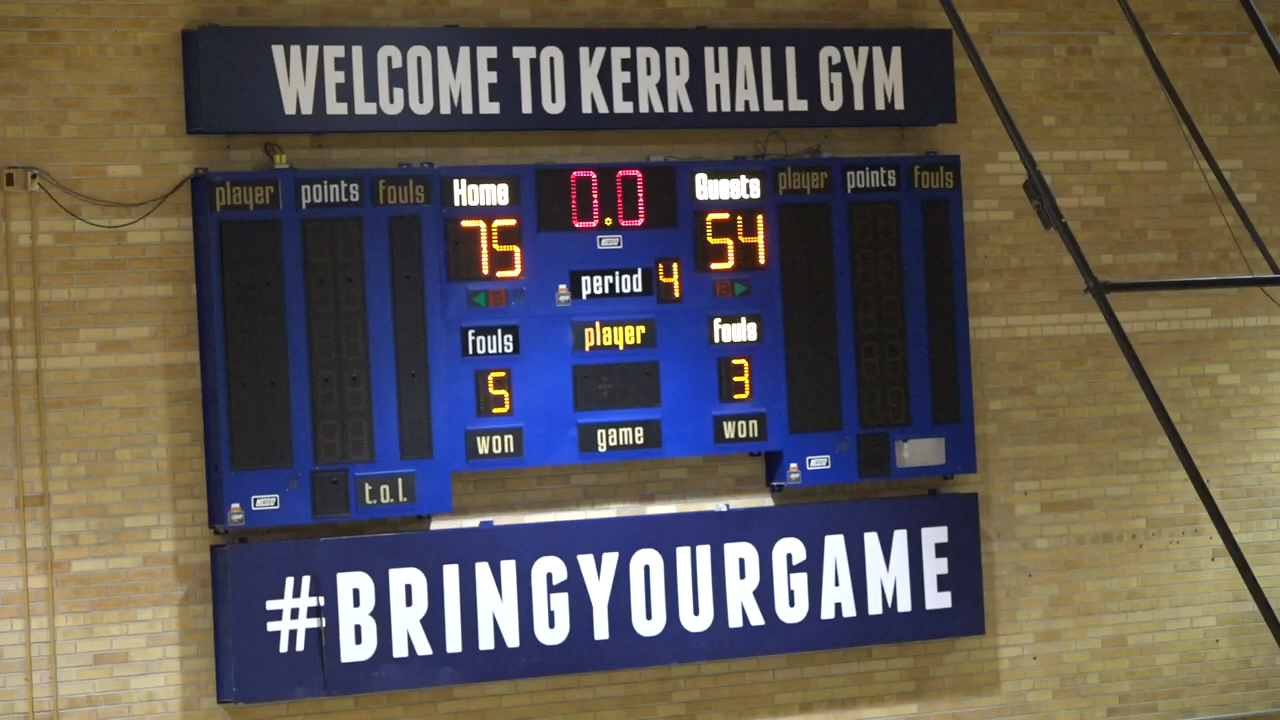 WELCOME TO KERR HALL GYM
player points fouls Home 0.0 Guests player points fouls
75 54
period 4
fouls player fouls
5 3
won game won
t.o.l.
#BRINGYOURGAME